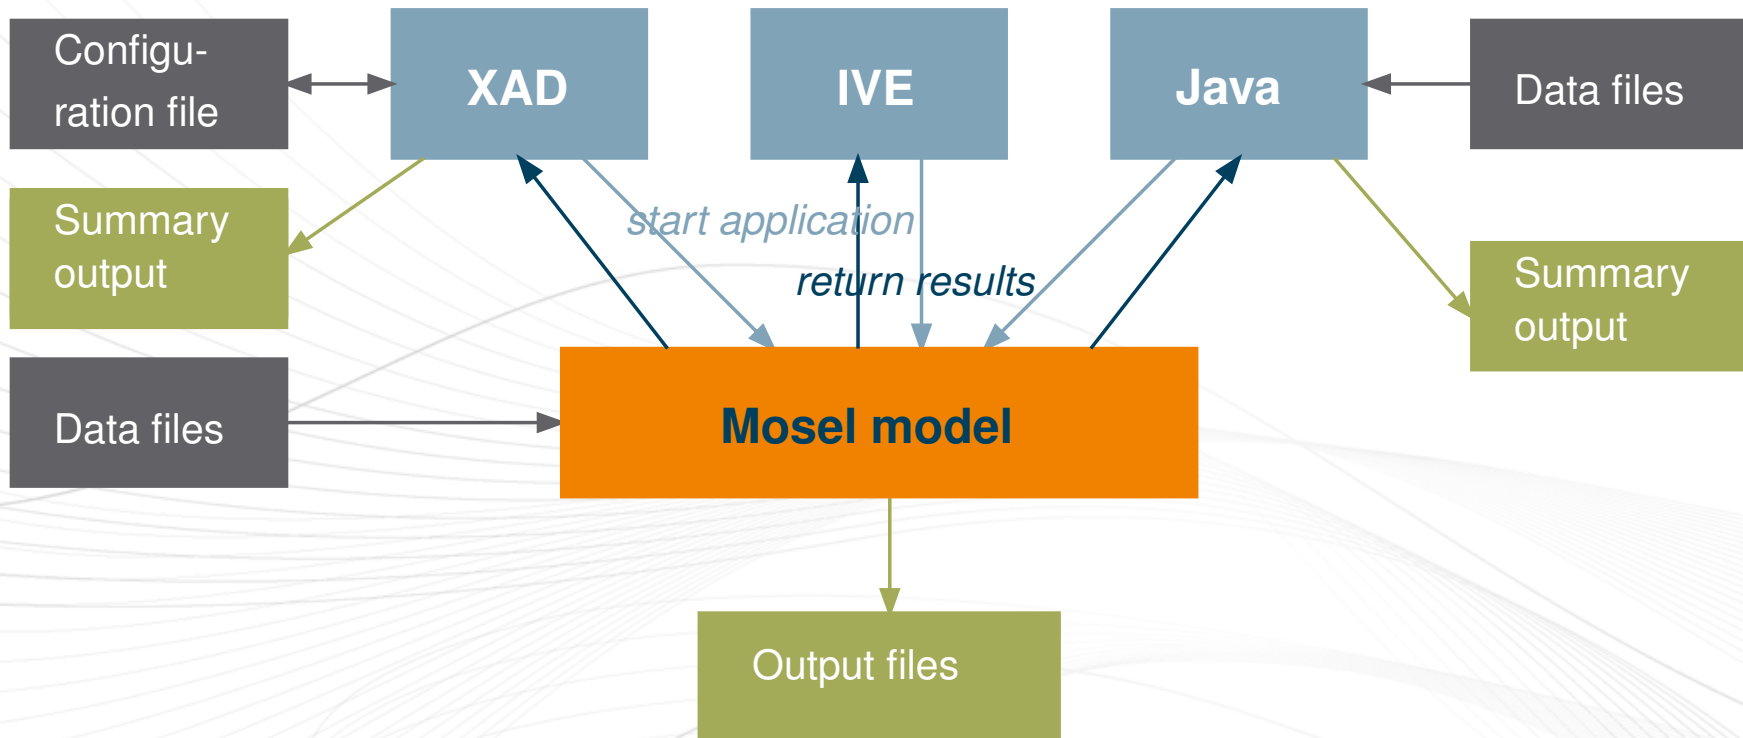 Configu-
ration file
XAD
IVE
Java
Data files
Summary
output
start application
return results
Summary
output
Data files
Mosel model
Output files